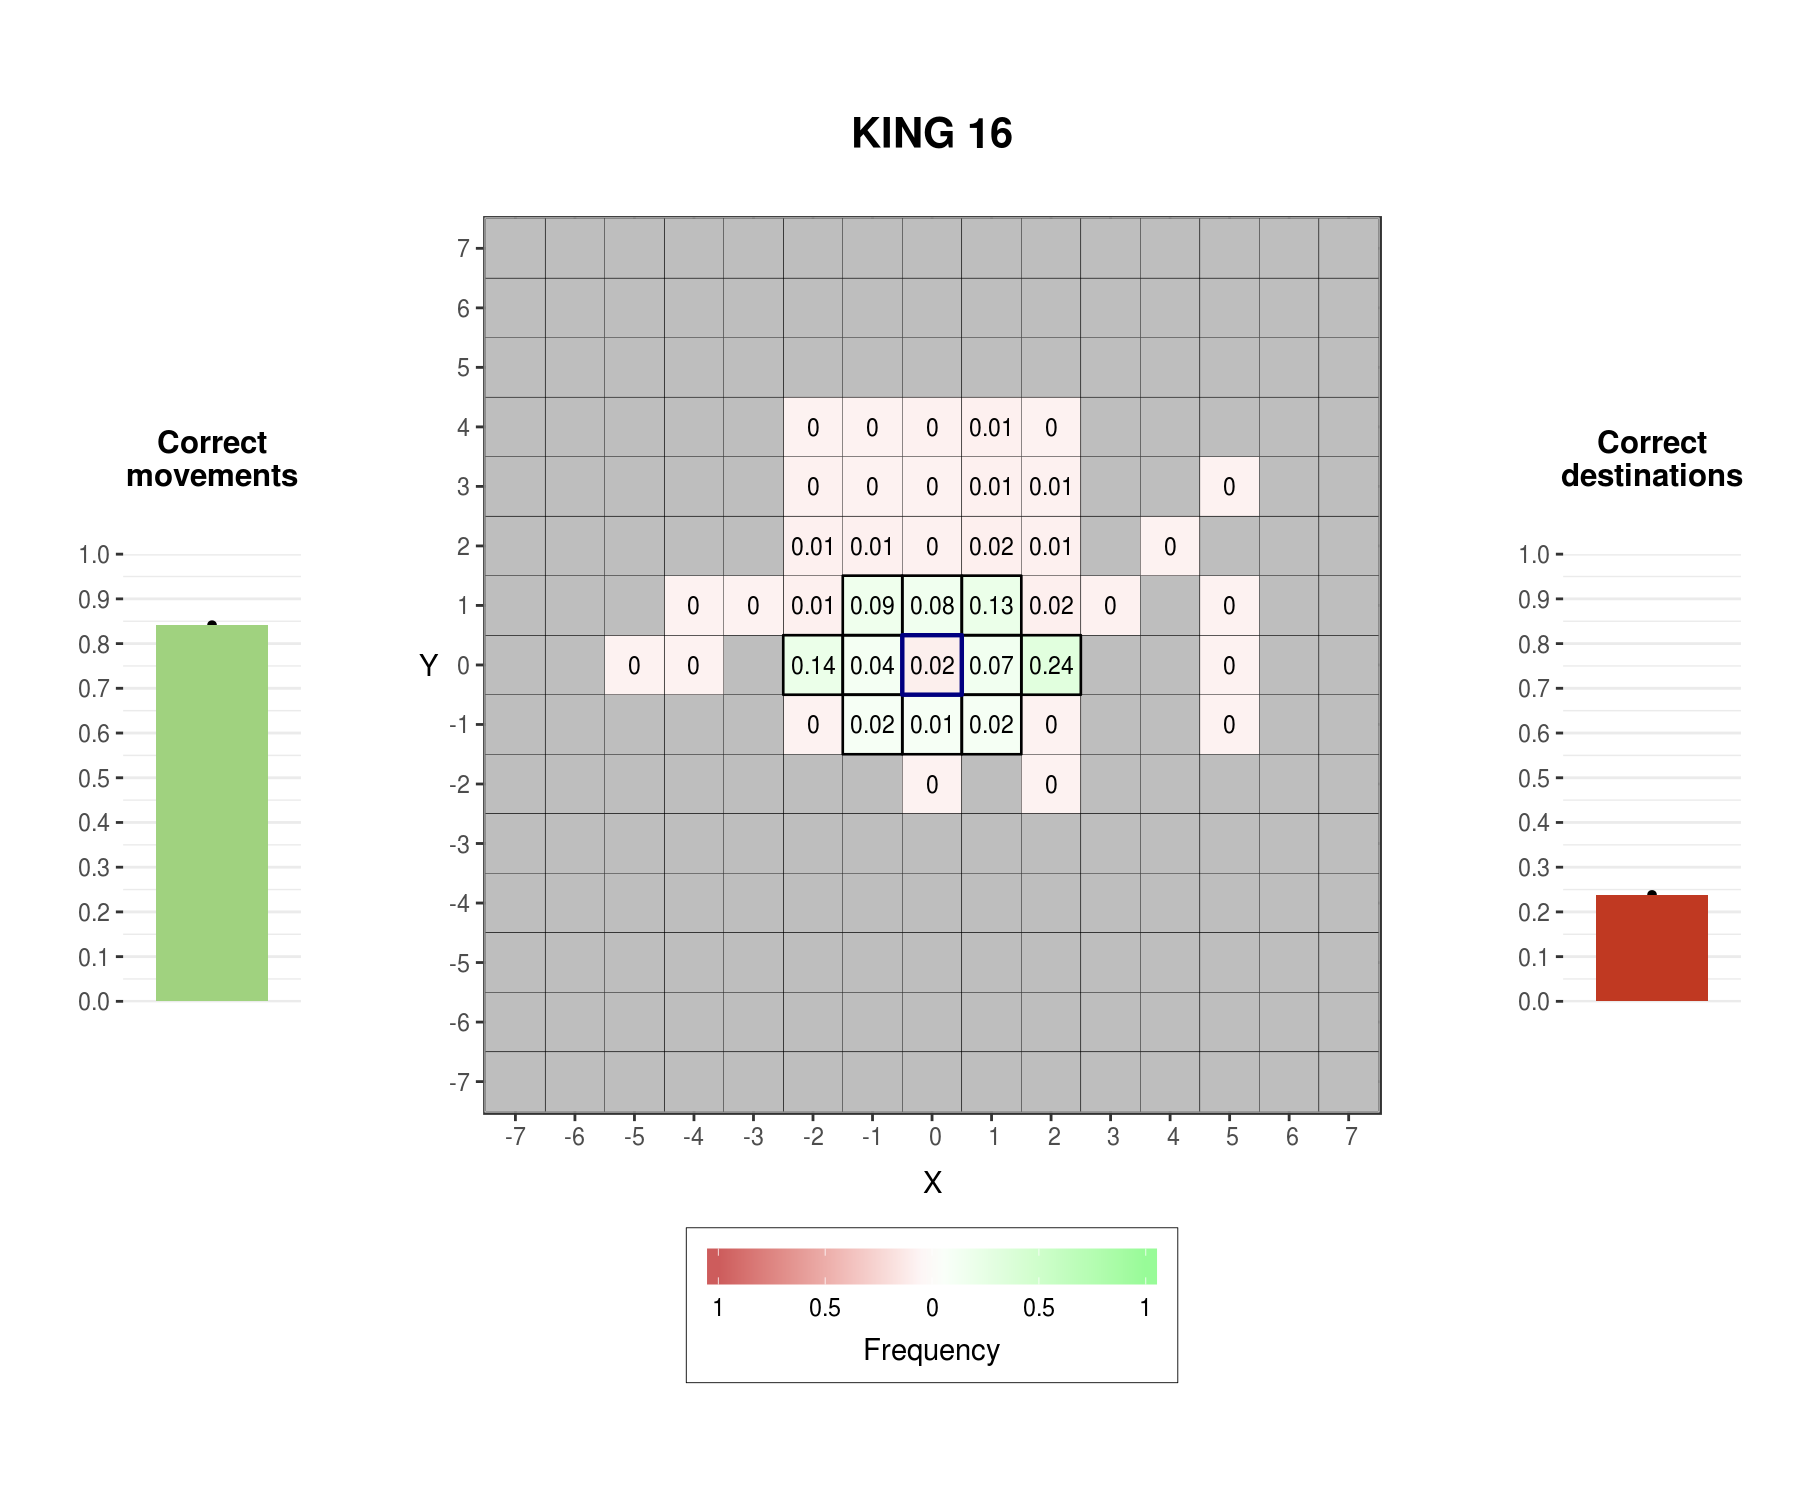 KING 16
Correct
movements
1.0
0.9
0.8
0.7
0.6
0.5
0.4
0.3
0.2
0.1
0.0
Y
7
6
5
4 0 0 0 0.01 0
3 0 0 0 0.01 0.01 0
2 0.01 0.01 0 0.02 0.01 0
1 0 0 0.01 0.09 0.08 0.13 0.02 0 0
0 0 0 0.14 0.04 0.02 0.07 0.24 0
-1 0 0.02 0.01 0.02 0 0
-2 0 0
-3
-4
-5
-6
-7
-7 -6 -5 -4 -3 -2 -1 0 1 2 3 4 5 6 7
X
1 0.5 0 0.5 1
Frequency
Correct
destinations
1.0
0.9
0.8
0.7
0.6
0.5
0.4
0.3
0.2
0.1
0.0